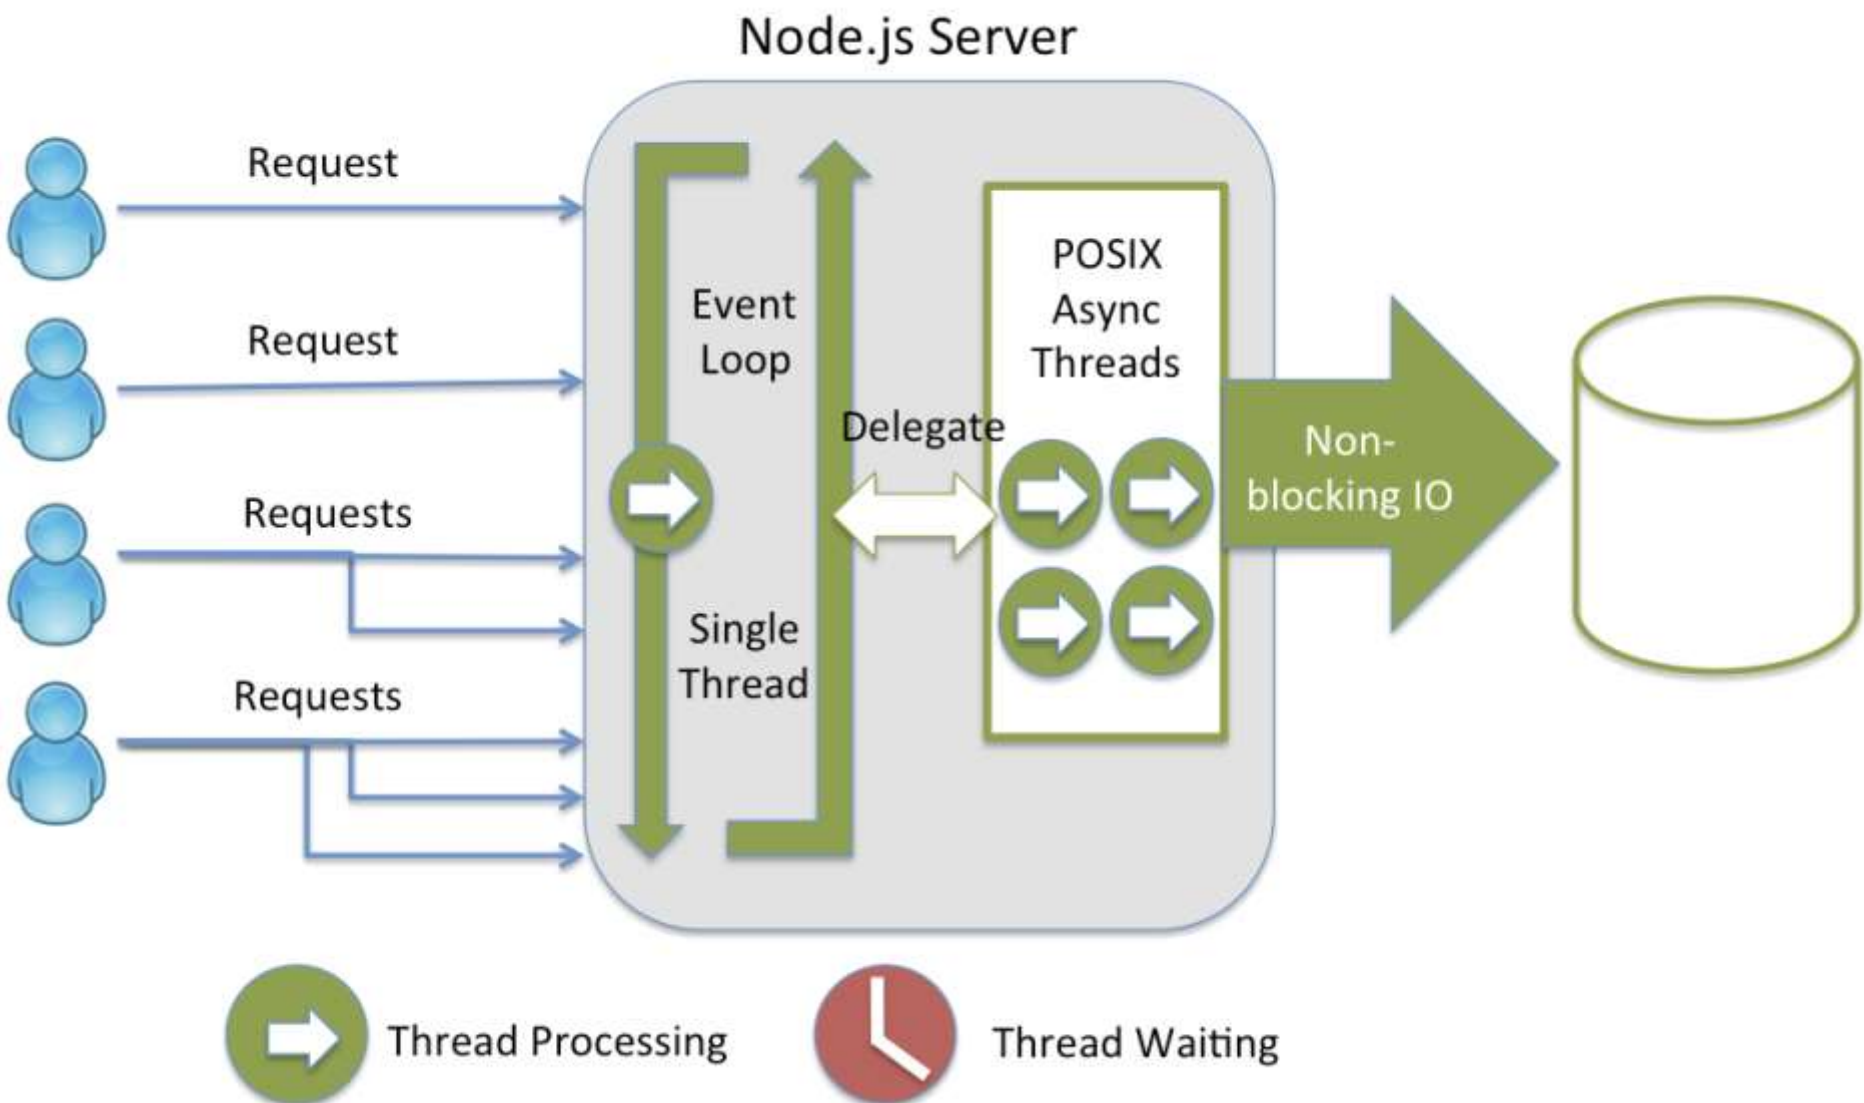 Node.js Server
Request
Request
Requests
Requests
Event
Loop
Single
Thread
Delegate
POSIX
Async
Threads
Non-
blocking IO
Thread Processing
Thread Waiting